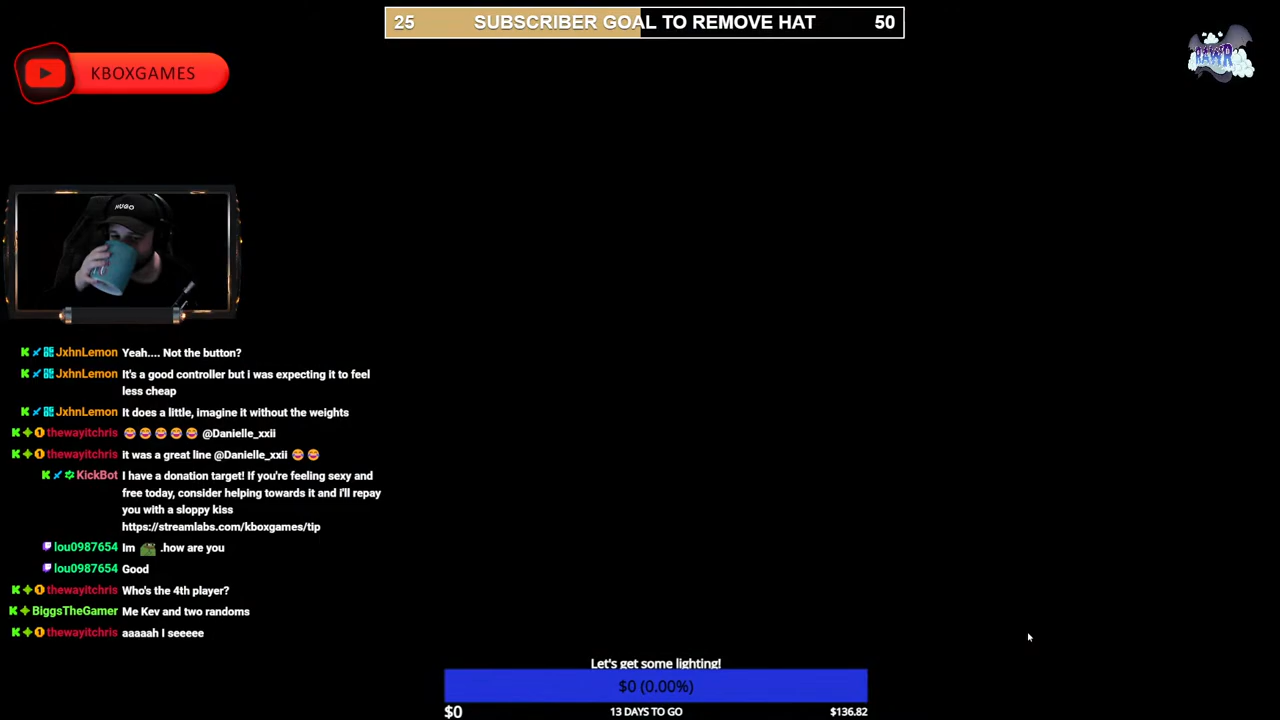 25 SUBSCRIBER GOAL TO REMOVE HAT 50
KBOXGAMES
RAWR
HUGO
JxhnLemon Yeah.... Not the button?
JxhnLemon It's a good controller but i was expecting it to feel
less cheap
JxhnLemon It does a little, imagine it without the weights
thewayitchris 😂 😂 😂 😂 😂 @Danielle_xxii
thewayitchris it was a great line @Danielle_xxii 😂 😂
KickBot I have a donation target! If you're feeling sexy and
free today, consider helping towards it and i'll repay
you with a sloppy kiss
https://streamlabs.com/kboxgames/tip
lou0987654 Im .how are you
lou0987654 Good
thewayitchris Who's the 4th player?
BiggsTheGamer Me Kev and two randoms
thewayitchris aaaaah I seeeee
Let's get some lighting!
$0 (0.00%)
$0 13 DAYS TO GO $136.82